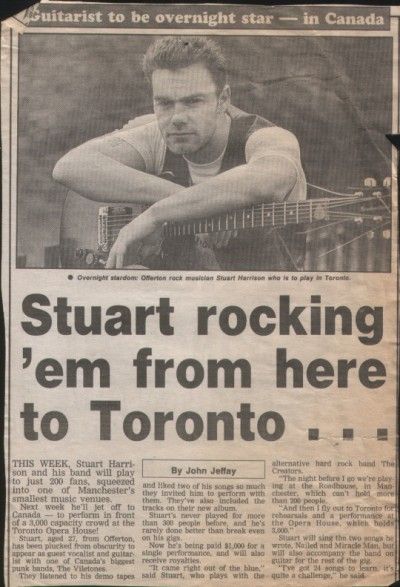 Guitarist to be overnight star — in Canada
● Overnight stardom: Offerton rock musician Stuart Harrison who is to play in Toronto.
Stuart rocking
'em from here
to Toronto . . .
THIS WEEK, Stuart Harri-
son and his band will play
to just 200 fans, squeezed
into one of Manchester's
smallest music venues.
Next week he'll jet off to
Canada — to perform in front
of a 3,000 capacity crowd at the
Toronto Opera House!
Stuart, aged 27, from Offerton,
has been plucked from obscurity to
appear as guest vocalist and guitar-
ist with one of Canada's biggest
punk bands, The Viletones.
They listened to his demo tapes
By John Jeffay
and liked two of his songs so much
they invited him to perform with
them. They've also included the
tracks on their new album.
Stuart's never played for more
than 300 people before, and he's
rarely done better than break even
on his gigs.
Now he's being paid $1,000 for a
single performance, and will also
receive royalties.
"It came right out of the blue,"
said Stuart, who plays with the
alternative hard rock band The
Creators.
"The night before I go we're play-
ing at the Roadhouse, in Man-
chester, which can't hold more
than 200 people.
"And then I fly out to Toronto for
rehearsals and a performance at
the Opera House, which holds
3,000."
Stuart will sing the two songs he
wrote, Nailed and Miracle Man, but
will also accompany the band on
guitar for the rest of the gig.
"I've got 24 songs to learn, it's
quite a challenge," he said.